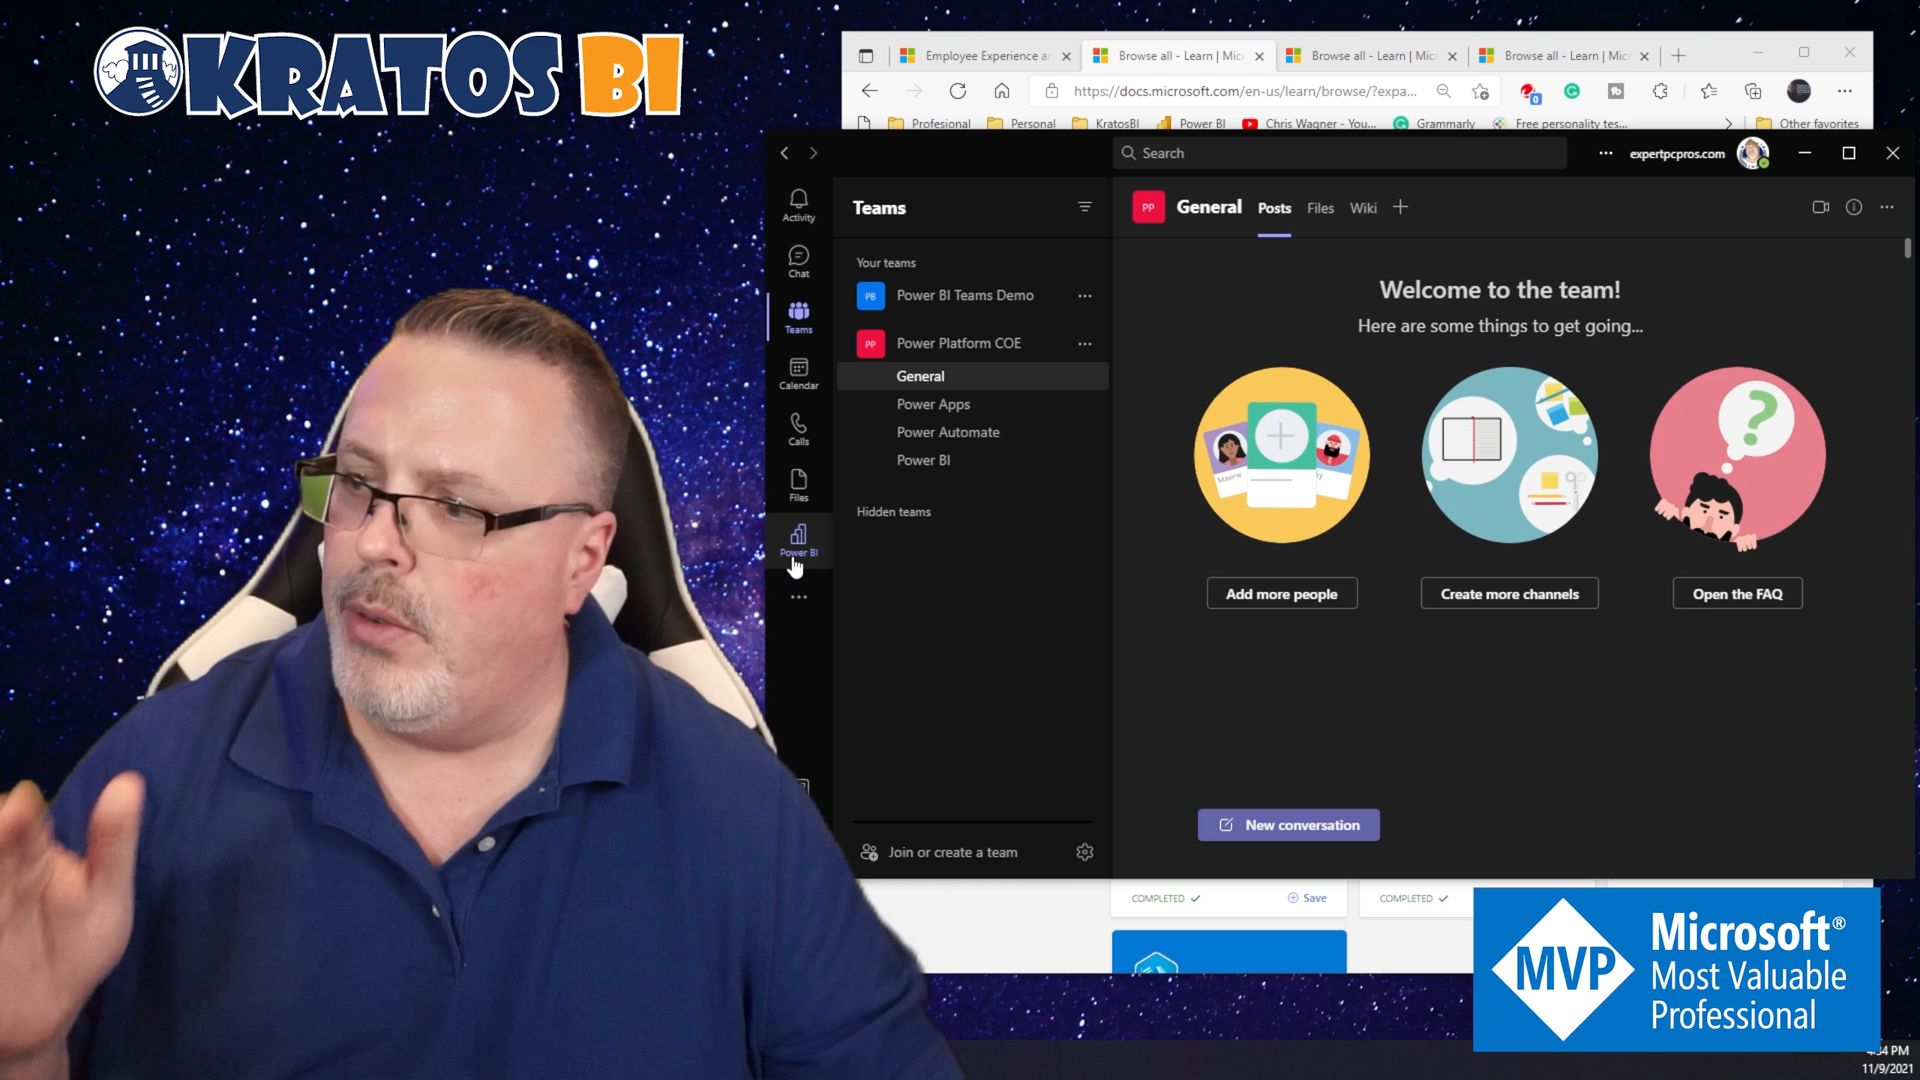 KRATOS BI
Employee Experience a
Browse all - Learn | Mic
Browse all - Learn | Mic
Browse all - Learn | Mic
https://docs.microsoft.com/en-us/learn/browse/?expa...
0
Profesional
Personal
KratosBI
Power BI
Chris Wagner - You...
Grammarly
Free personality tes...
Other favorites
Search
expertpcpros.com
Activity
Chat
Teams
Calendar
Calls
Files
Power BI
Teams
Your teams
PB Power BI Teams Demo
PP Power Platform COE
General
Power Apps
Power Automate
Power BI
Hidden teams
Join or create a team
PP General Posts Files Wiki
Welcome to the team!
Here are some things to get going...
Maxine
Add more people
Create more channels
Open the FAQ
New conversation
COMPLETED
Save
COMPLETED
MVP
Microsoft®
Most Valuable
Professional
PM
11/9/2021